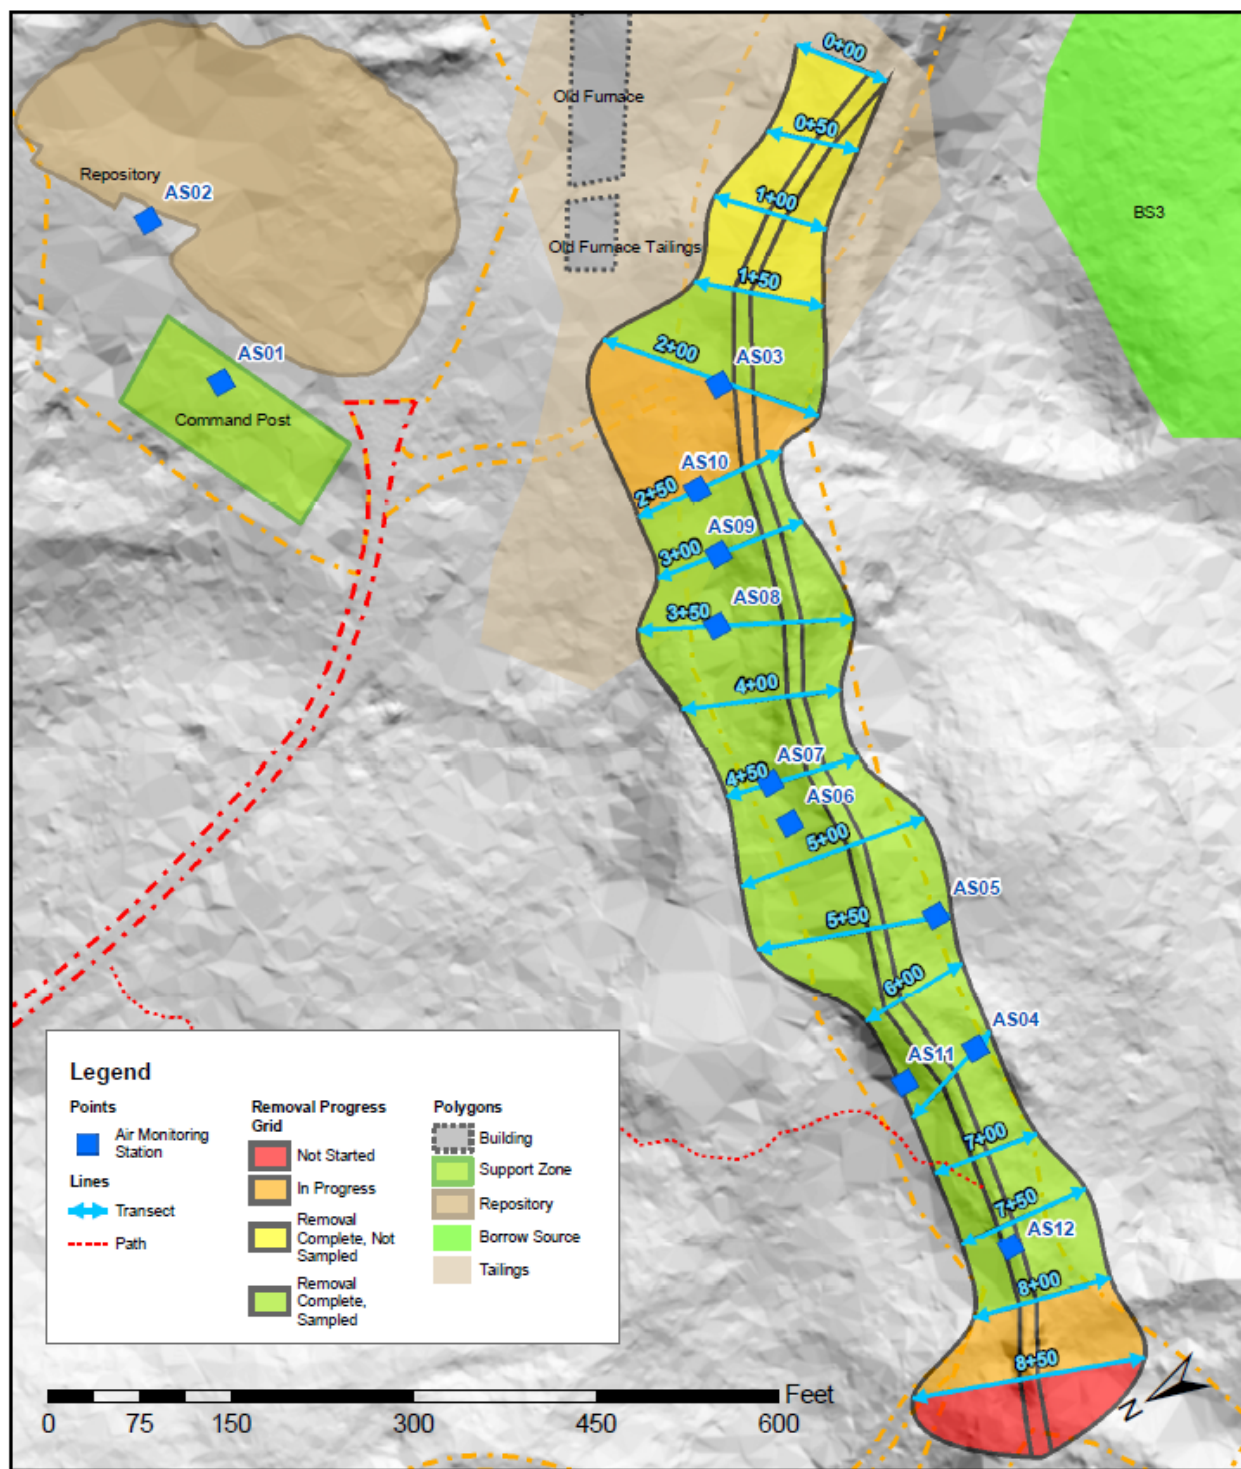 0+00
Old Furnace
0+50
Repository
AS02
1+00
BS3
Old Furnace Tailings
1+50
AS01
2+00
AS03
Command Post
AS10
2+50
AS09
3+00
AS08
3+50
4+00
AS07
4+50
AS06
5+00
AS05
5+50
6+00
AS04
AS11
7+00
7+50
AS12
8+00
8+50
Legend
Points
Air Monitoring
Station
Lines
Transect
Path
Removal Progress
Grid
Not Started
In Progress
Removal
Complete, Not
Sampled
Removal
Complete,
Sampled
Polygons
Building
Support Zone
Repository
Borrow Source
Tailings
Feet
0 75 150 300 450 600
N